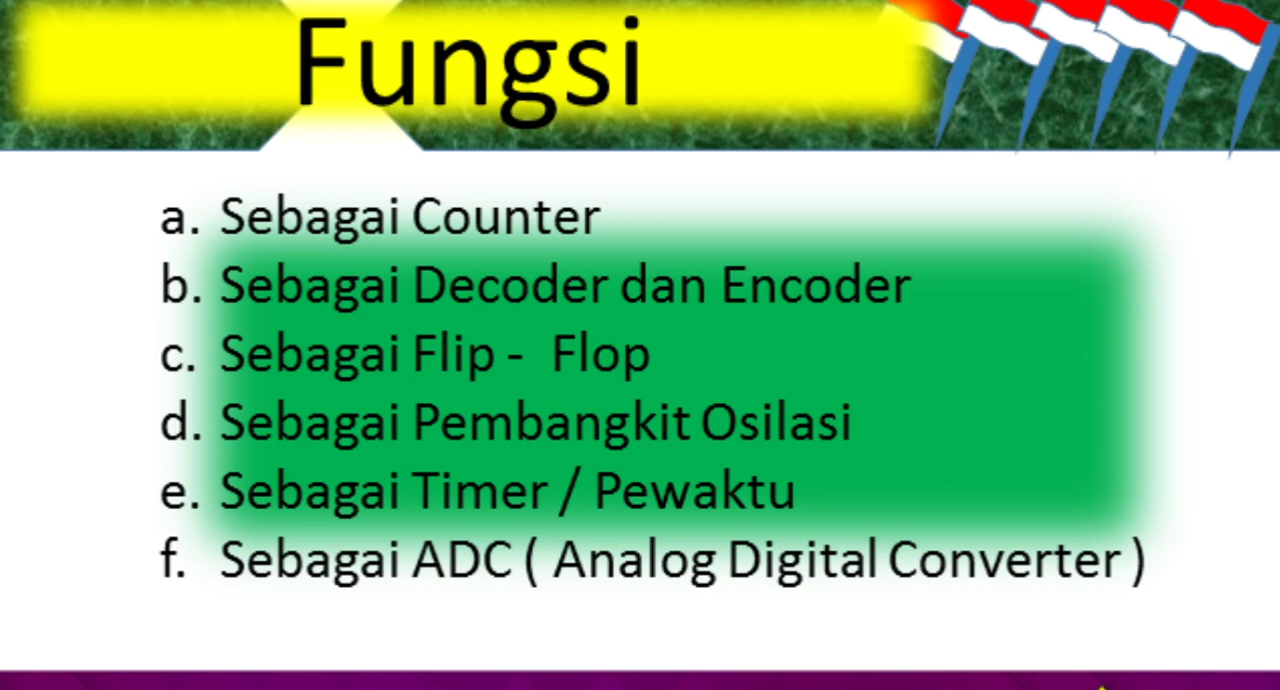 Fungsi
a. Sebagai Counter
b. Sebagai Decoder dan Encoder
c. Sebagai Flip - Flop
d. Sebagai Pembangkit Osilasi
e. Sebagai Timer / Pewaktu
f. Sebagai ADC ( Analog Digital Converter )